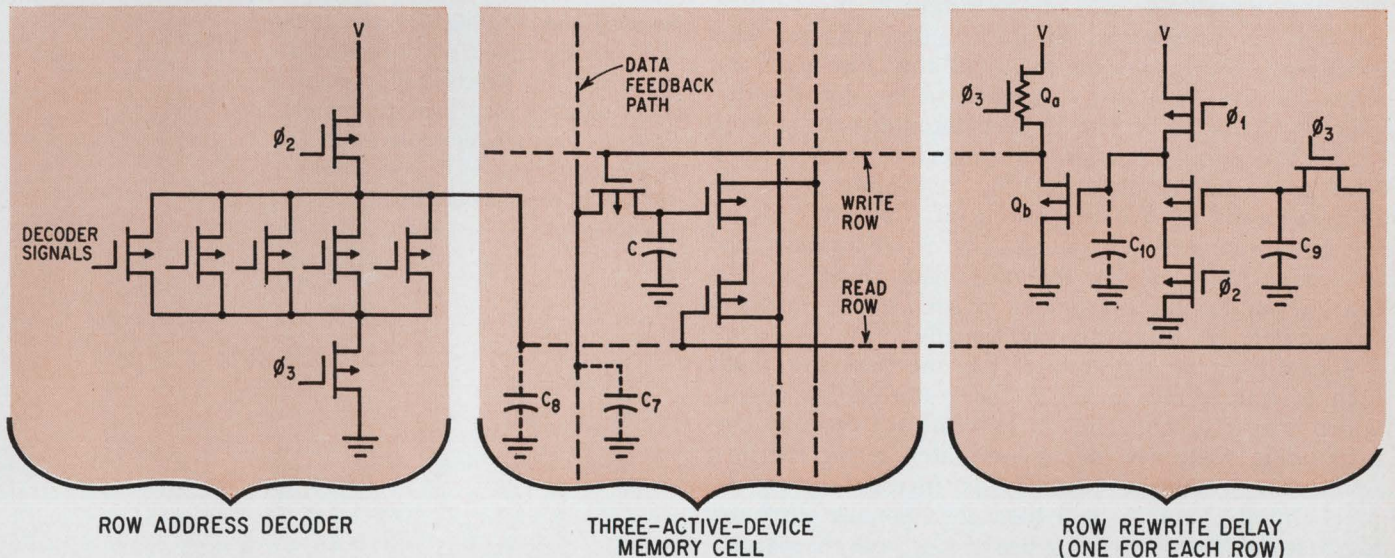 V
Ø2
DECODER
SIGNALS
Ø3
ROW ADDRESS DECODER
DATA
FEEDBACK
PATH
WRITE
ROW
C
READ
ROW
C8
C7
THREE-ACTIVE-DEVICE
MEMORY CELL
V
V
Ø3
Qa
Ø1
Ø3
Qb
C10
C9
Ø2
ROW REWRITE DELAY
(ONE FOR EACH ROW)